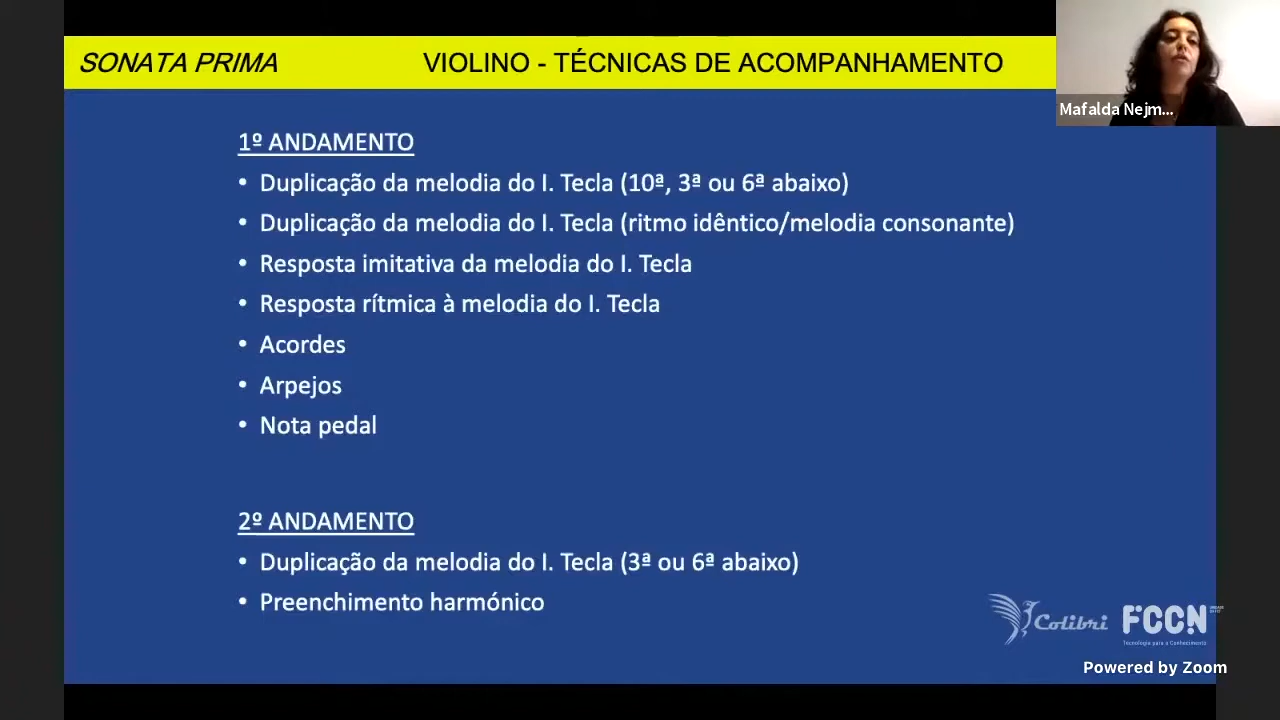 SONATA PRIMA
VIOLINO - TÉCNICAS DE ACOMPANHAMENTO
Mafalda Nejm...
1º ANDAMENTO
• Duplicação da melodia do I. Tecla (10ª, 3ª ou 6ª abaixo)
• Duplicação da melodia do I. Tecla (ritmo idêntico/melodia consonante)
• Resposta imitativa da melodia do I. Tecla
• Resposta rítmica à melodia do I. Tecla
• Acordes
• Arpejos
• Nota pedal
2º ANDAMENTO
• Duplicação da melodia do I. Tecla (3ª ou 6ª abaixo)
• Preenchimento harmónico
Colibri
FCCN
Tecnologia para o Conhecimento
Powered by Zoom